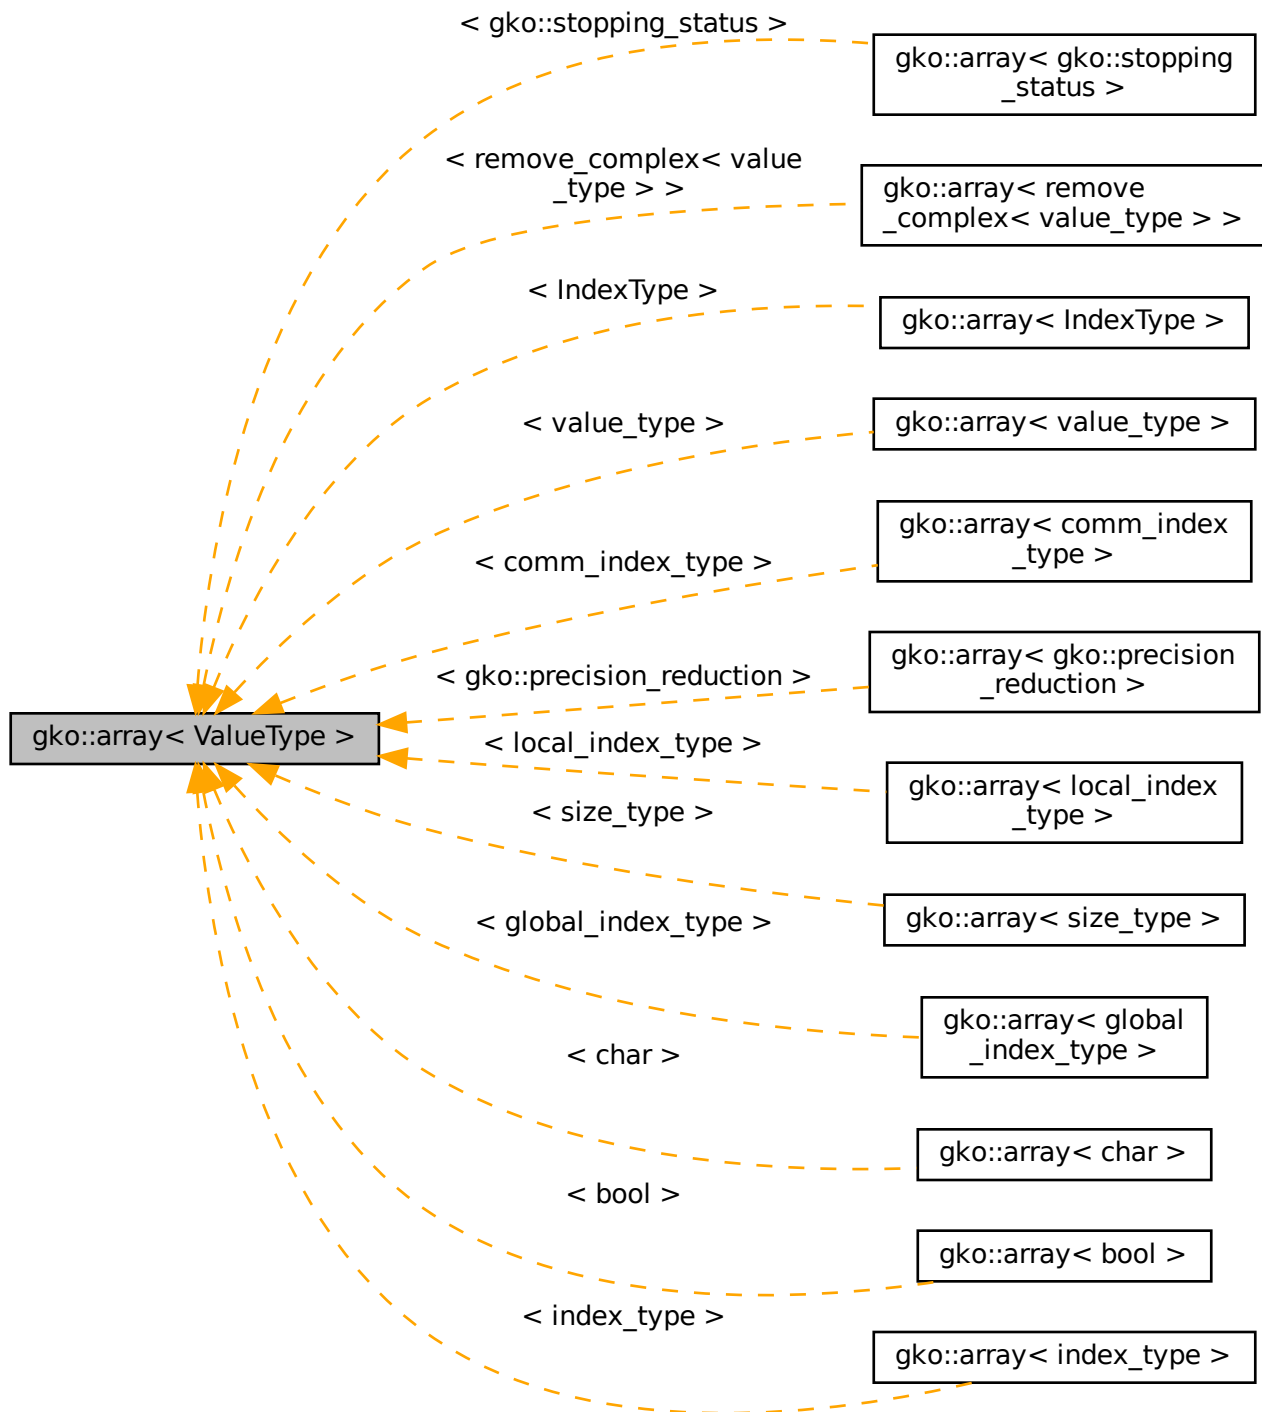 < gko::stopping_status >
gko::array< gko::stopping
_status >
< remove_complex< value
_type > >
gko::array< remove
_complex< value_type > >
< IndexType >
gko::array< IndexType >
< value_type >
gko::array< value_type >
< comm_index_type >
gko::array< comm_index
_type >
< gko::precision_reduction >
gko::array< gko::precision
_reduction >
gko::array< ValueType >
< local_index_type >
gko::array< local_index
_type >
< size_type >
gko::array< size_type >
< global_index_type >
gko::array< global
_index_type >
< char >
gko::array< char >
< bool >
gko::array< bool >
< index_type >
gko::array< index_type >